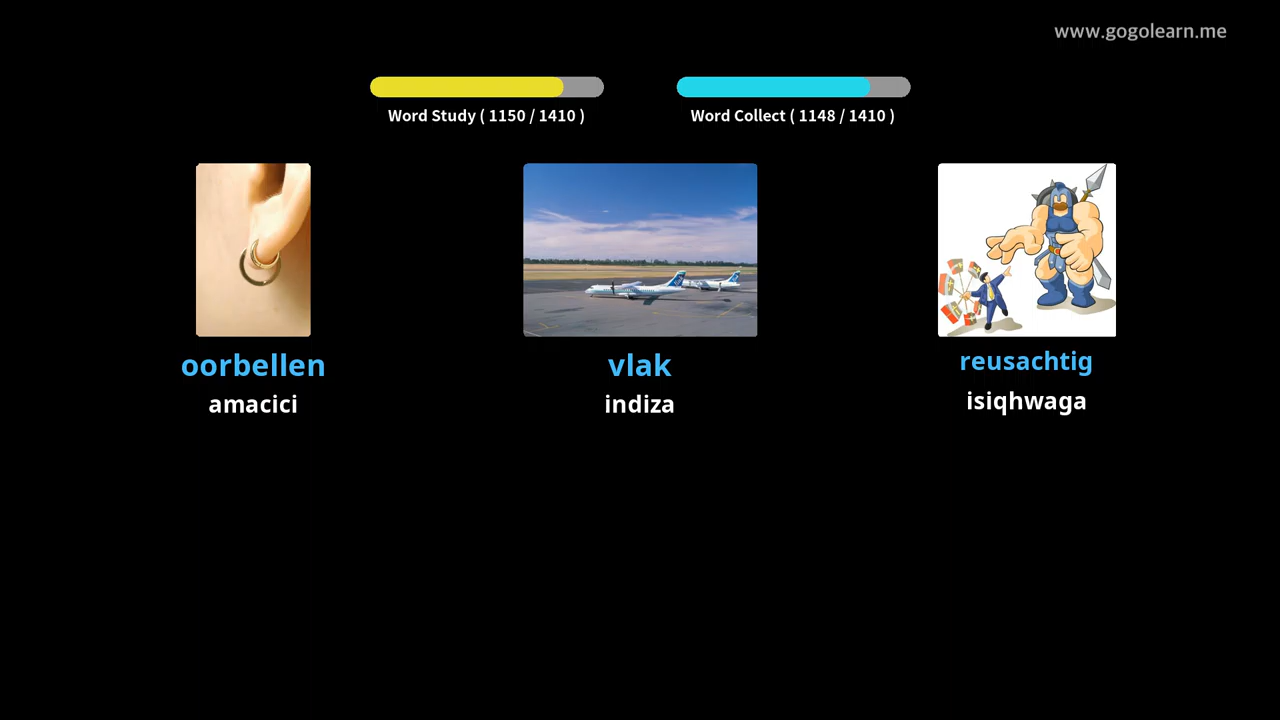 www.gogolearn.me
Word Study ( 1150 / 1410 )
Word Collect ( 1148 / 1410 )
oorbellen
amacici
vlak
indiza
reusachtig
isiqhwaga